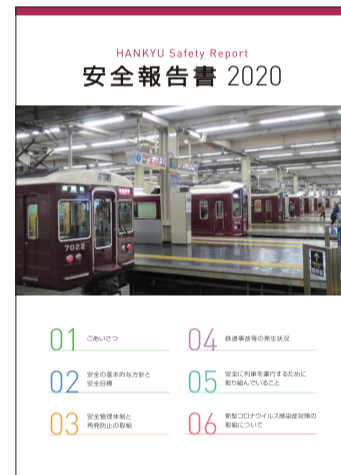 HANKYU Safety Report
安全報告書 2020
7022
01 ごあいさつ
02 安全の基本的な方針と
安全目標
03 安全管理体制と
再発防止の取組
04 鉄道事故等の発生状況
05 安全に列車を運行するために
取り組んでいること
06 新型コロナウイルス感染症対策の
取組について